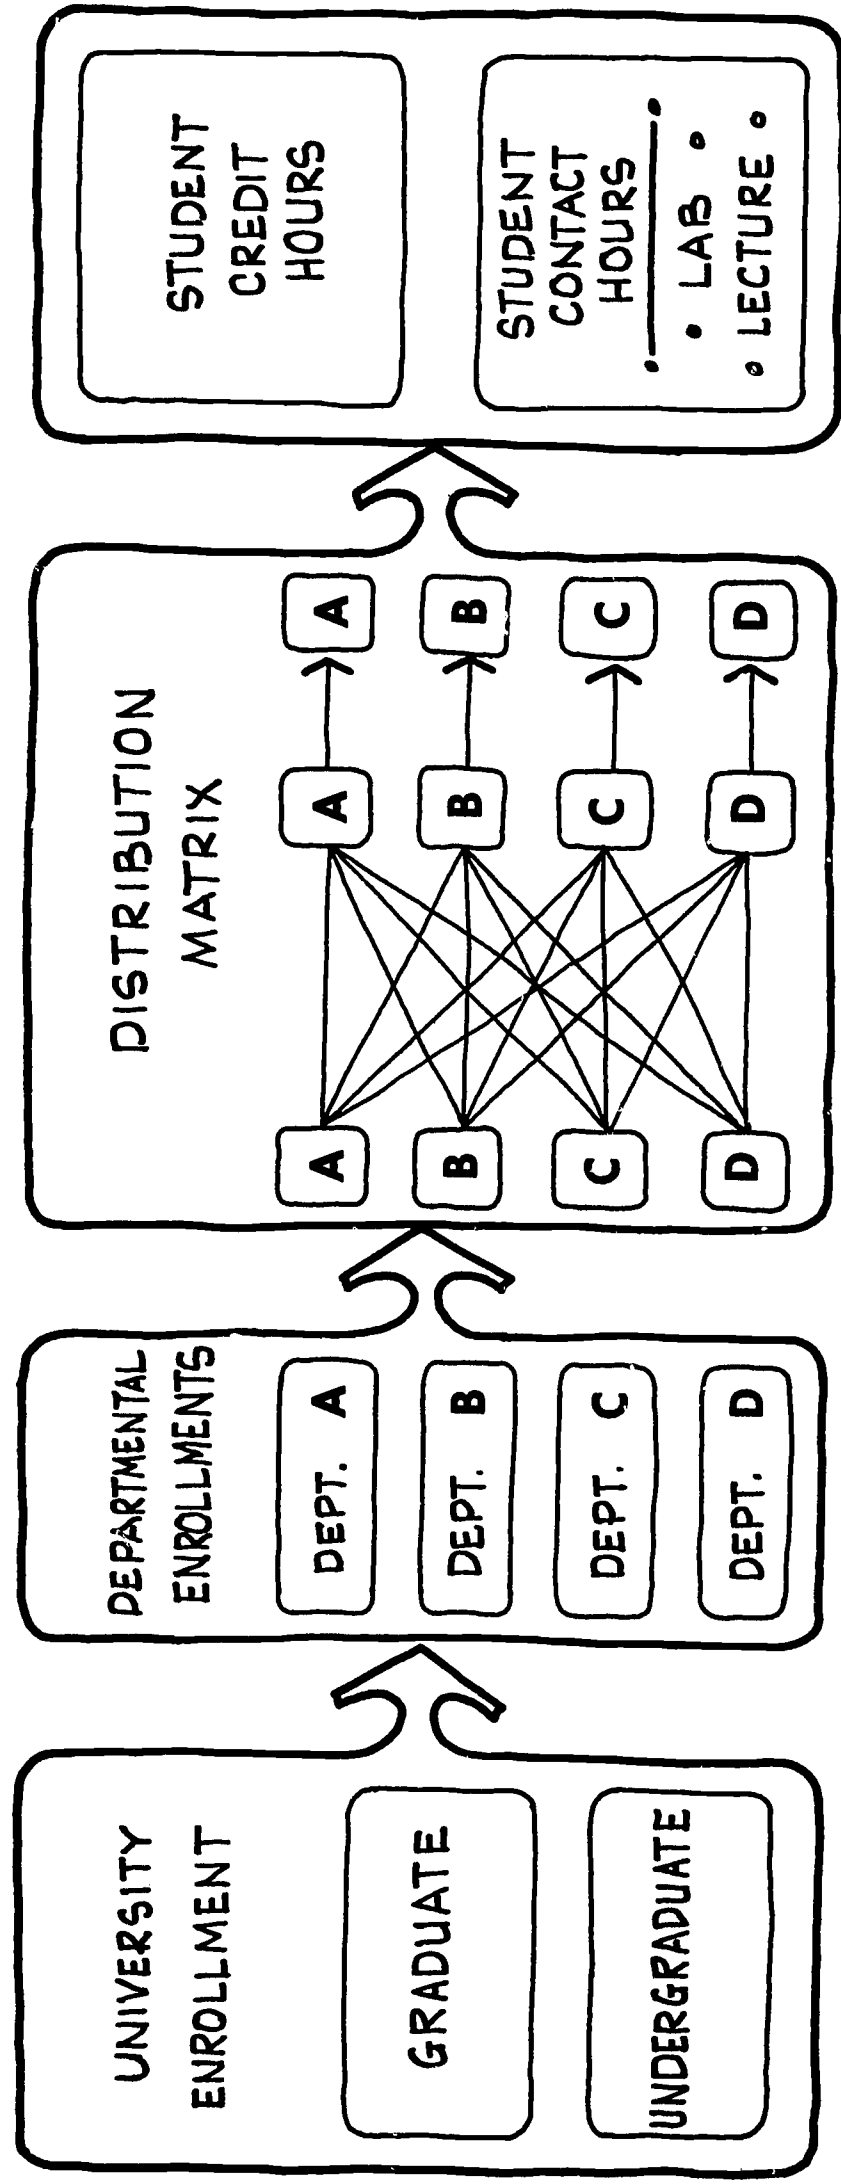 UNIVERSITY
ENROLLMENT
GRADUATE
UNDERGRADUATE
DEPARTMENTAL
ENROLLMENTS
DEPT. A
DEPT. B
DEPT. C
DEPT. D
DISTRIBUTION
MATRIX
A A A
B B B
C C C
D D D
STUDENT
CREDIT
HOURS
STUDENT
CONTACT
HOURS
• LAB •
• LECTURE •